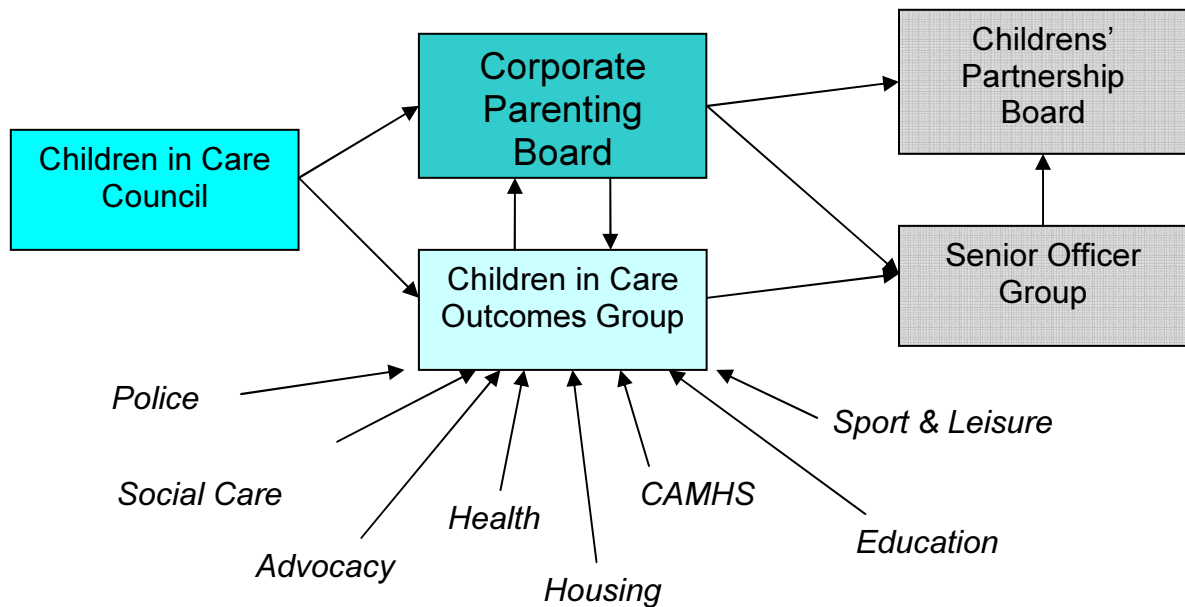 Children in Care
Council
Corporate
Parenting
Board
Childrens’
Partnership
Board
Children in Care
Outcomes Group
Senior Officer
Group
Police
Social Care
Advocacy
Health
Housing
CAMHS
Education
Sport & Leisure